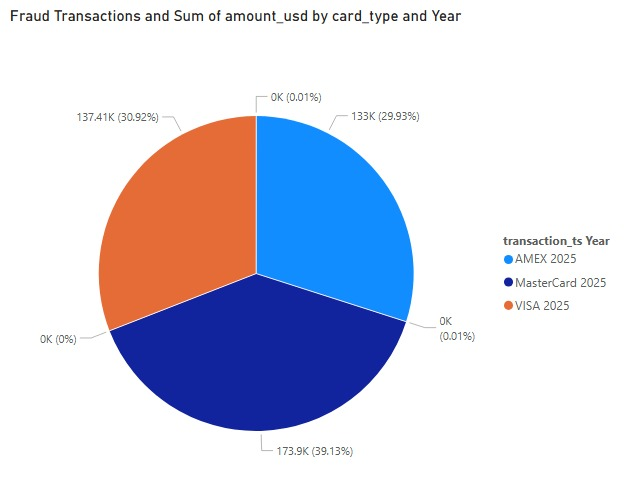 Fraud Transactions and Sum of amount_usd by card_type and Year
0K (0.01%)
137.41K (30.92%)
133K (29.93%)
transaction_ts Year
AMEX 2025
MasterCard 2025
VISA 2025
0K
(0.01%)
0K (0%)
173.9K (39.13%)